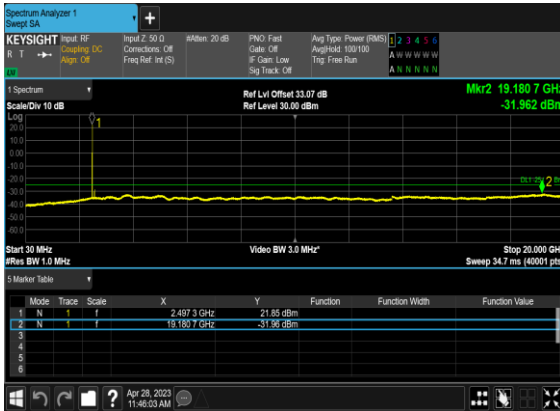 Spectrum Analyzer 1
Swept SA
+
KEYSIGHT
R T
Input: RF
Coupling: DC
Align: Off
Input Z: 50 Ω
Corrections: Off
Freq Ref: Int (S)
#Atten: 20 dB
PNO: Fast
Gate: Off
IF Gain: Low
Sig Track: Off
Avg Type: Power (RMS)
Avg|Hold: 100/100
Trig: Free Run
1 2 3 4 5 6
A W W W W W
A N N N N N
1 Spectrum
Scale/Div 10 dB
Ref Lvl Offset 33.07 dB
Ref Level 30.00 dBm
Mkr2 19.180 7 GHz
-31.962 dBm
Log
20.0
10.0
0.00
-10.0
-20.0
-30.0
-40.0
-50.0
-60.0
1
2
Start 30 MHz
#Res BW 1.0 MHz
Video BW 3.0 MHz*
Stop 20.000 GHz
Sweep 34.7 ms (40001 pts)
5 Marker Table
Mode Trace Scale X Y Function Function Width Function Value
1 N 1 f 2.497 3 GHz 21.85 dBm
2 N 1 f 19.180 7 GHz -31.96 dBm
3
4
5
6
?
Apr 28, 2023
11:46:03 AM